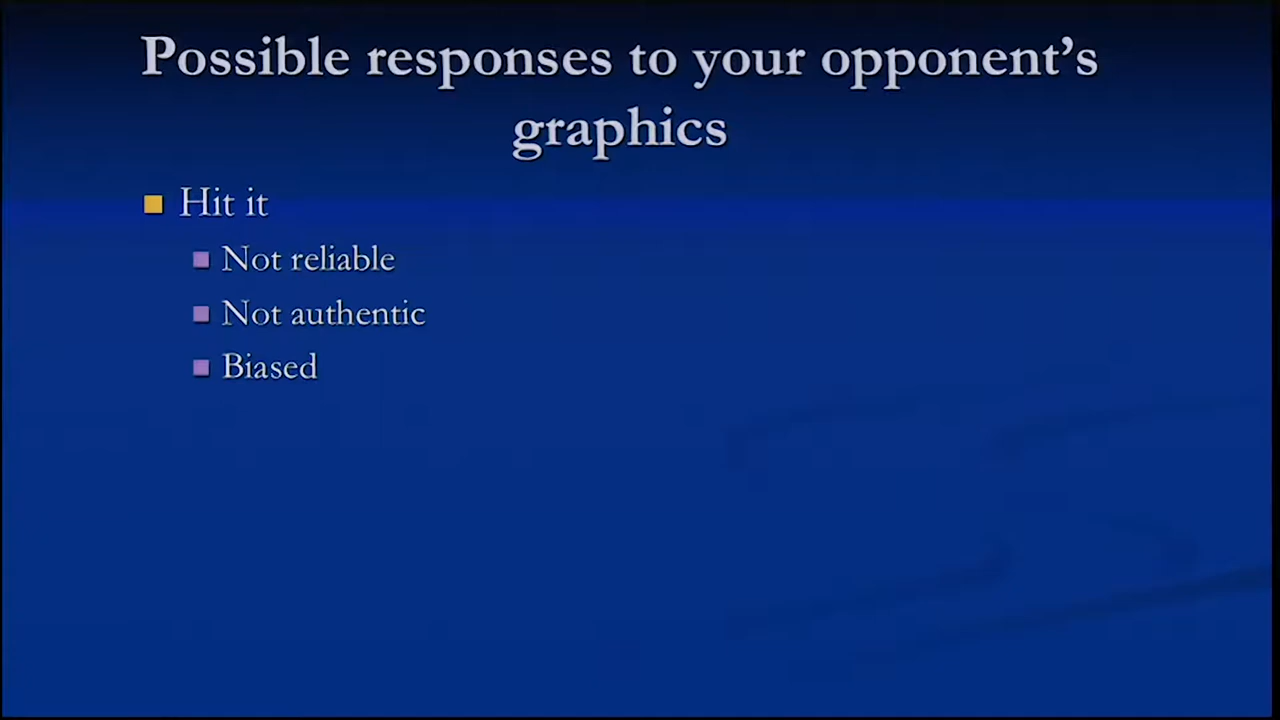 Possible responses to your opponent’s
graphics
Hit it
Not reliable
Not authentic
Biased